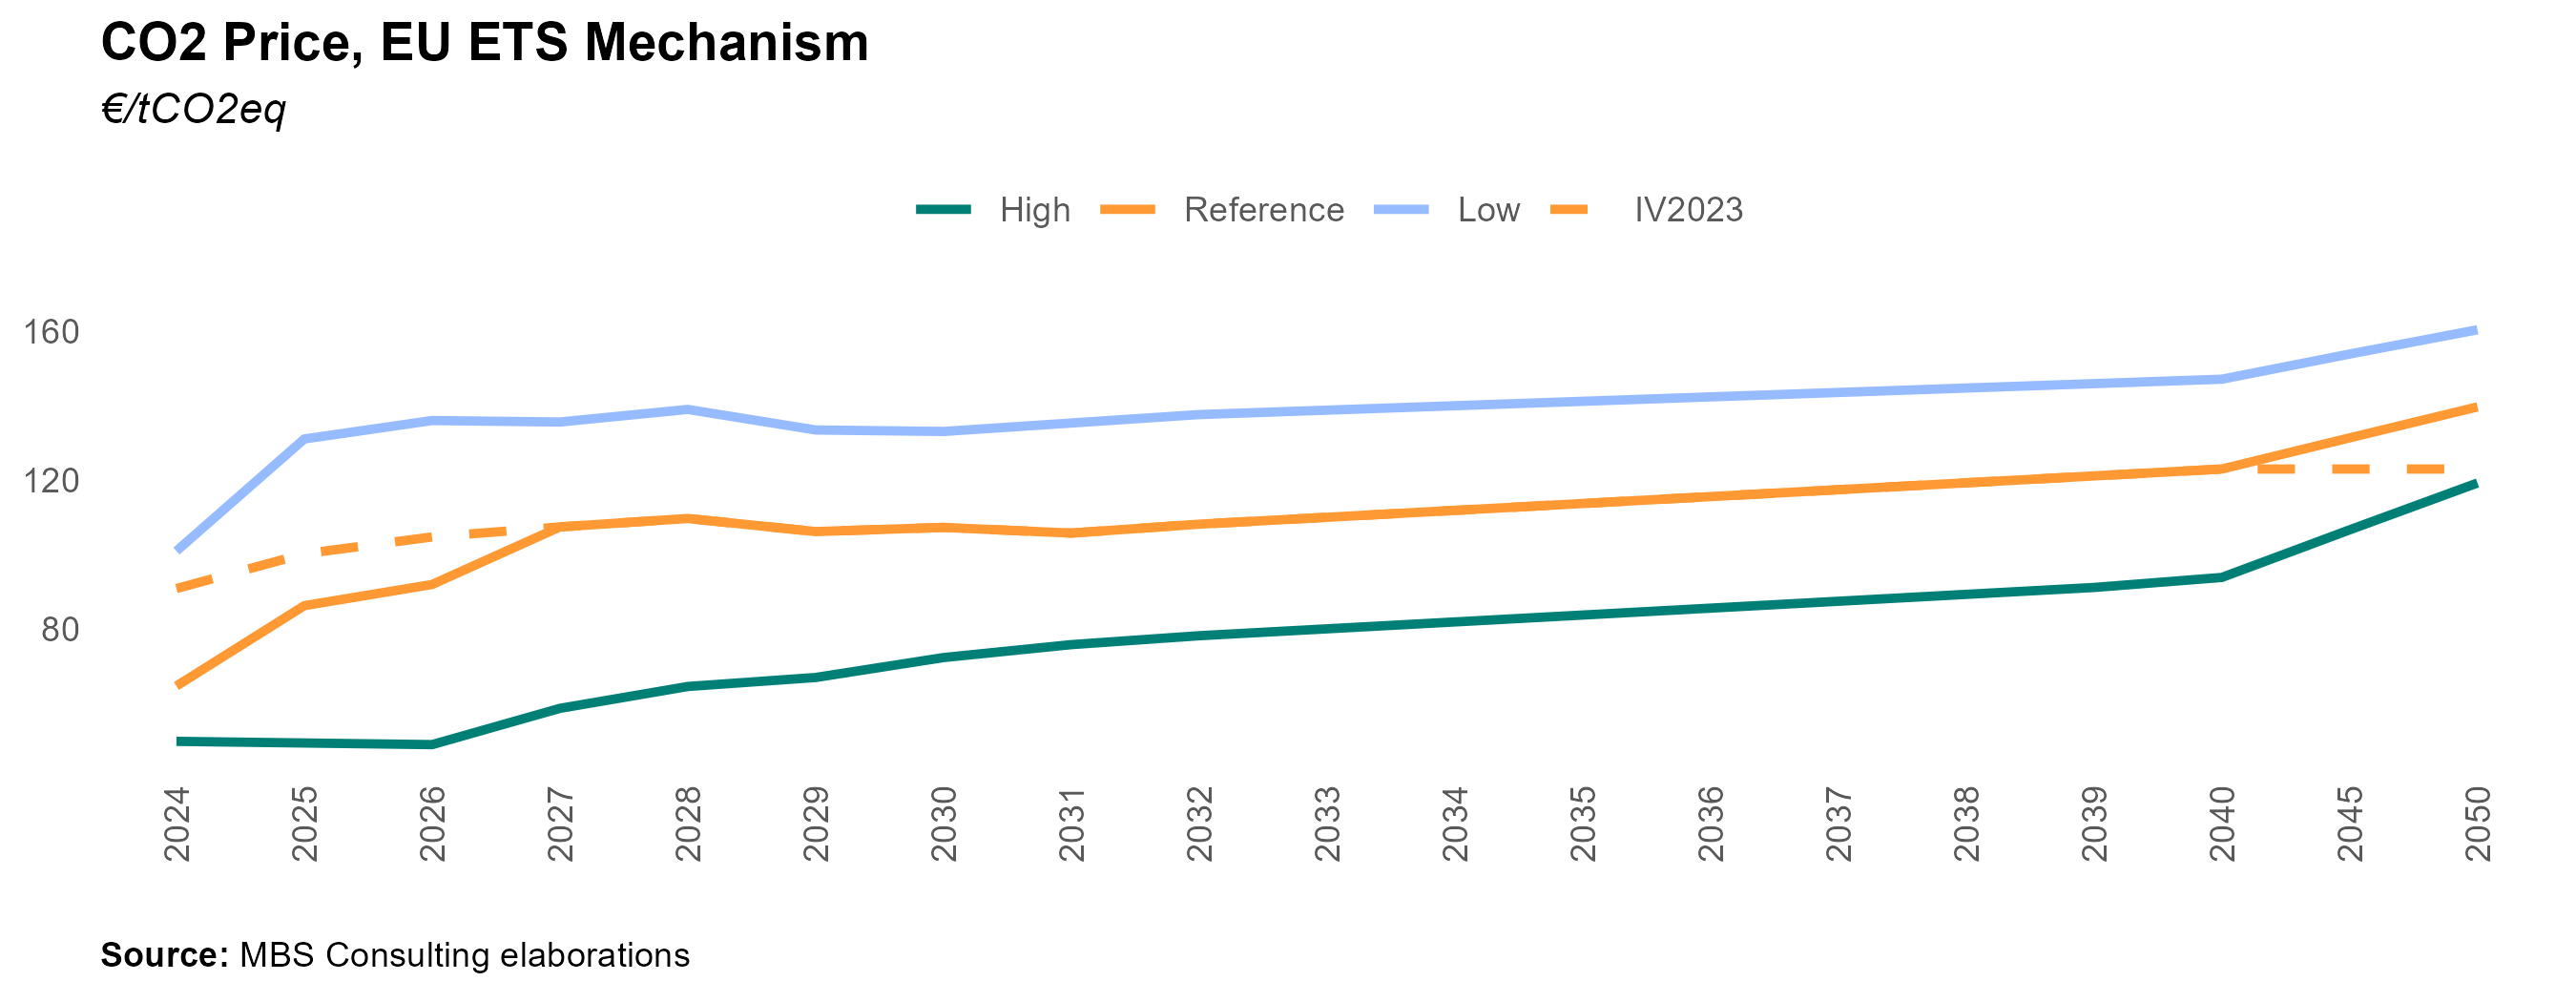 CO2 Price, EU ETS Mechanism
€/tCO2eq
High Reference Low IV2023
160
120
80
2024 2025 2026 2027 2028 2029 2030 2031 2032 2033 2034 2035 2036 2037 2038 2039 2040 2045 2050
Source: MBS Consulting elaborations